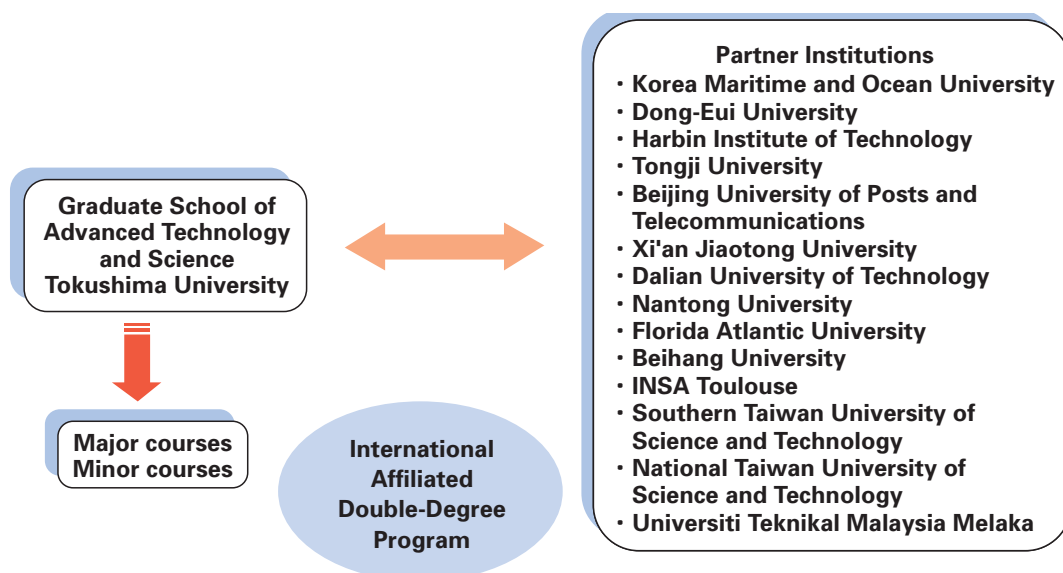 Graduate School of
Advanced Technology
and Science
Tokushima University
Major courses
Minor courses
International
Affiliated
Double-Degree
Program
Partner Institutions
・Korea Maritime and Ocean University
・Dong-Eui University
・Harbin Institute of Technology
・Tongji University
・Beijing University of Posts and
Telecommunications
・Xi'an Jiaotong University
・Dalian University of Technology
・Nantong University
・Florida Atlantic University
・Beihang University
・INSA Toulouse
・Southern Taiwan University of
Science and Technology
・National Taiwan University of
Science and Technology
・Universiti Teknikal Malaysia Melaka